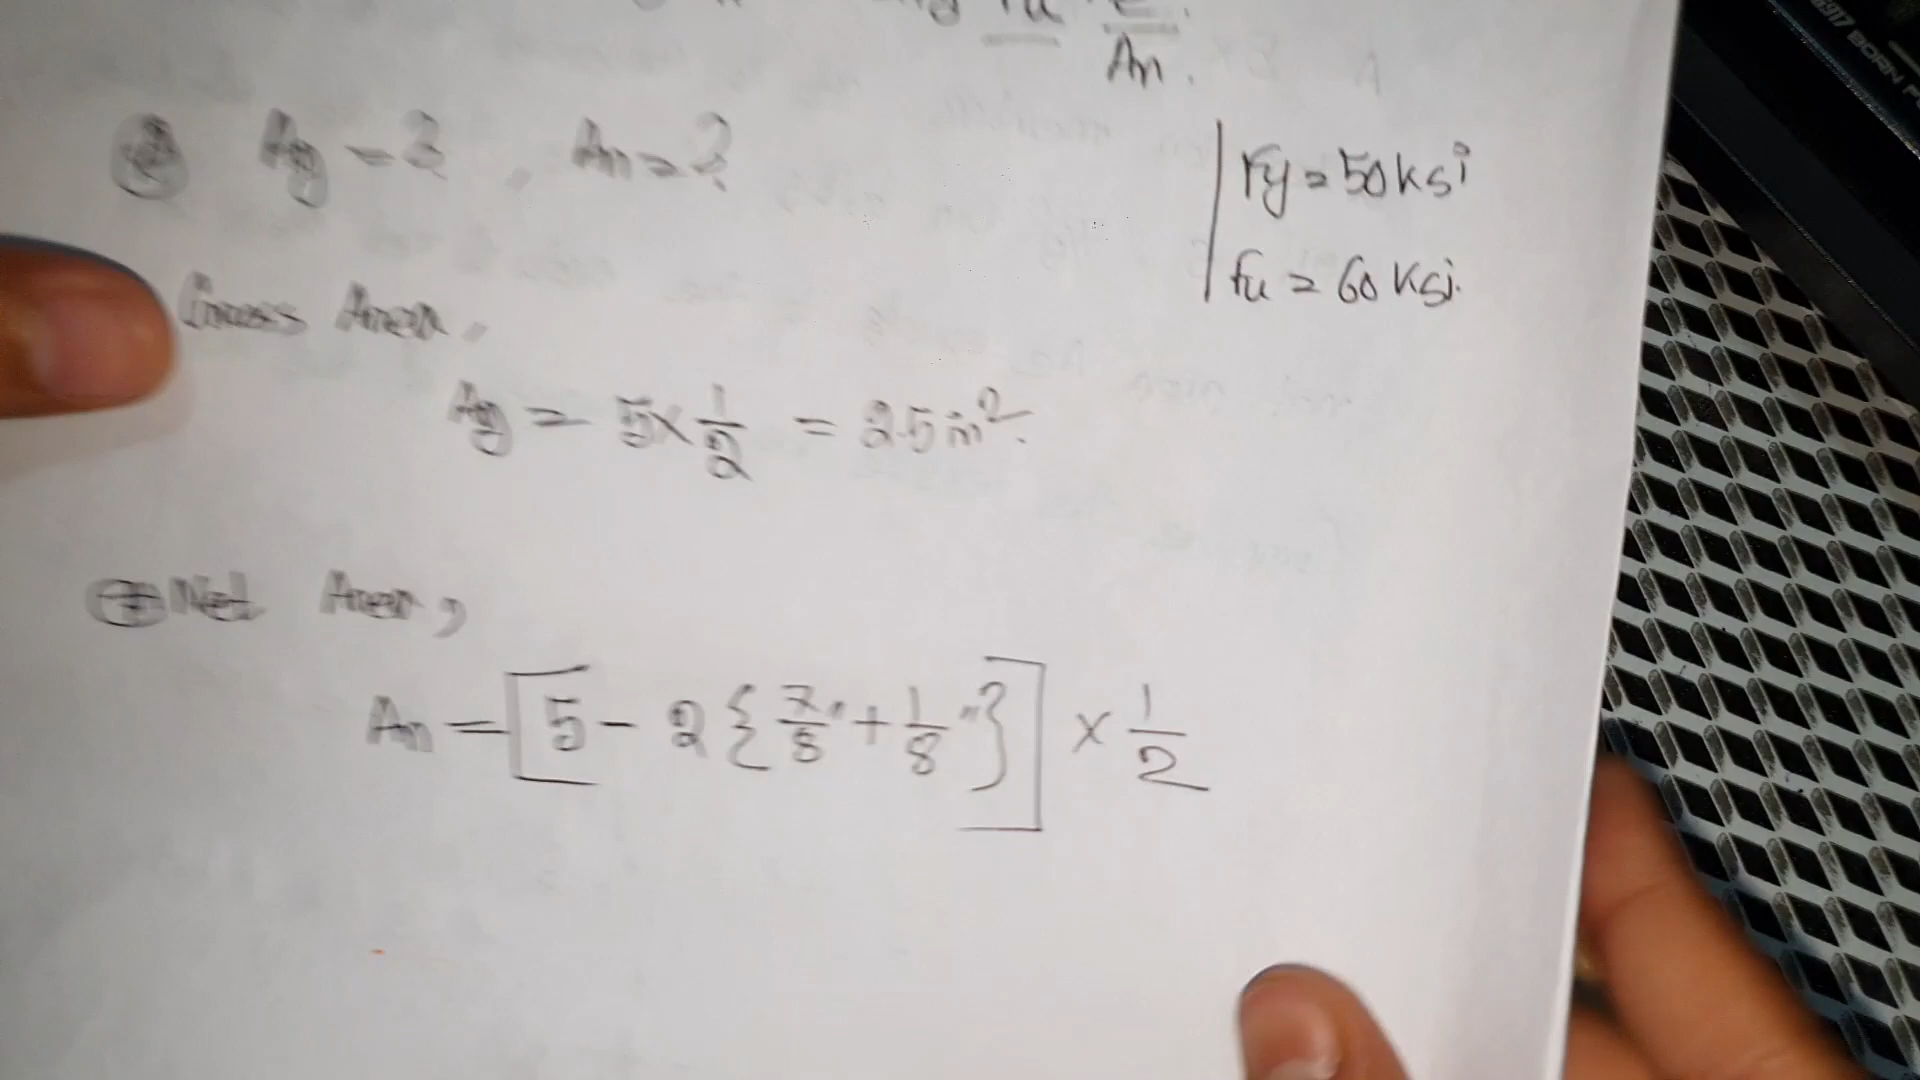 An.
Ag = ? , An = ?
Fy = 50 ksi
Fu = 60 ksi.
Gross Area,
Ag = 5 × 1/2 = 2.5 in².
Net Area,
An = [5 - 2{7/8" + 1/8"}] × 1/2